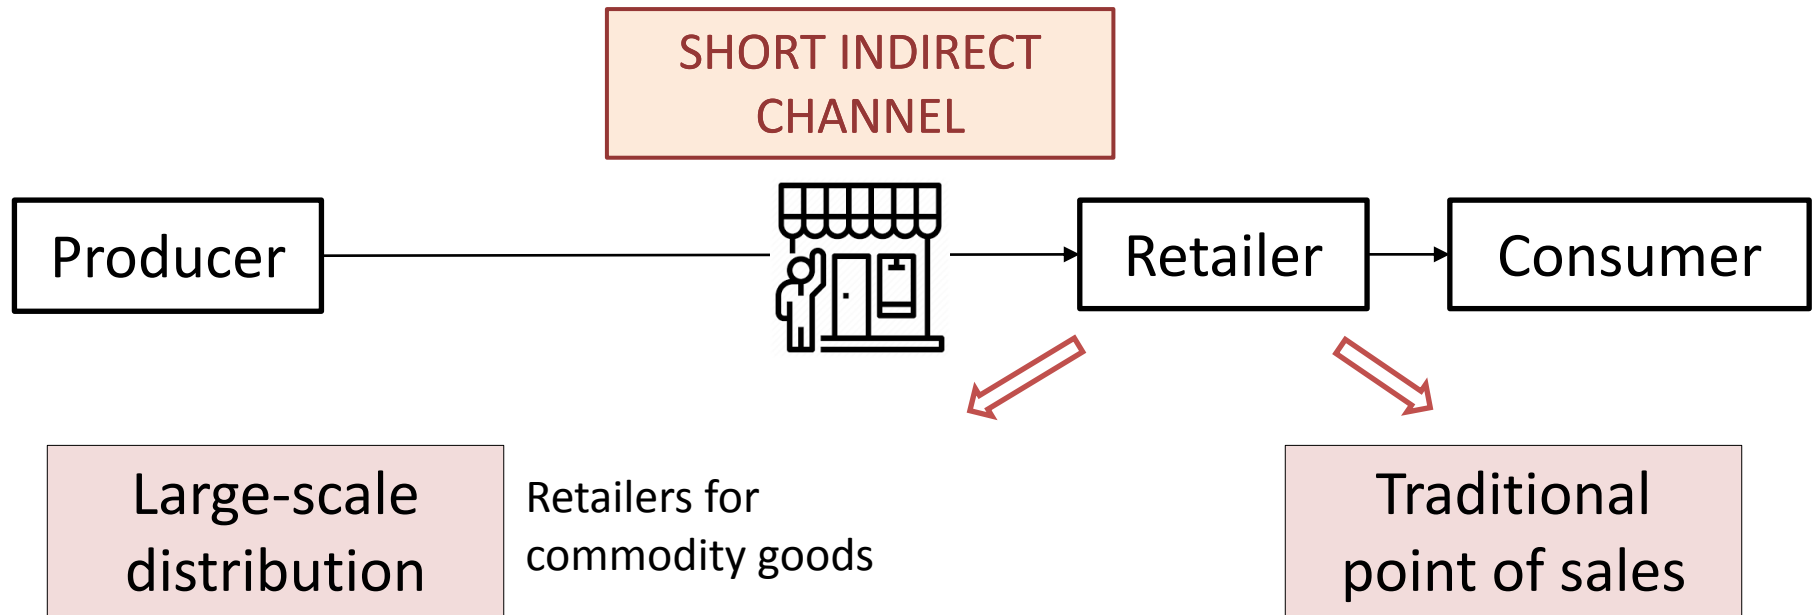 SHORT INDIRECT
CHANNEL
Producer
Retailer
Consumer
Large-scale
distribution
Retailers for
commodity goods
Traditional
point of sales